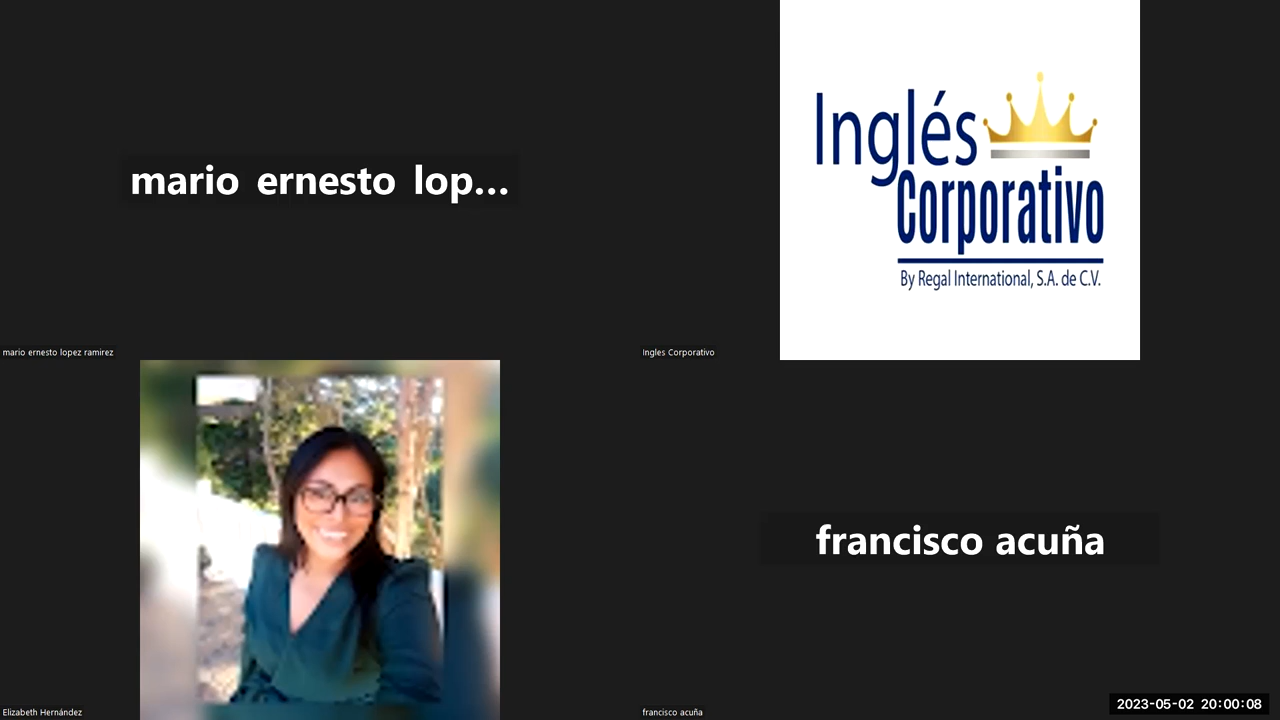 mario ernesto lop...
mario ernesto lopez ramirez
Inglés
Corporativo
By Regal International, S.A. de C.V.
Ingles Corporativo
Elizabeth Hernández
francisco acuña
francisco acuña
2023-05-02 20:00:08